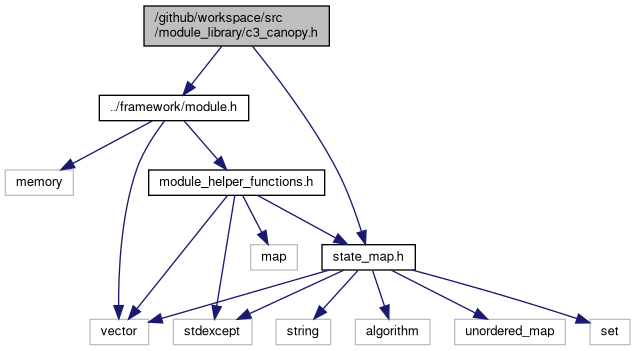 /github/workspace/src
/module_library/c3_canopy.h
../framework/module.h
memory
module_helper_functions.h
map
state_map.h
vector
stdexcept
string
algorithm
unordered_map
set